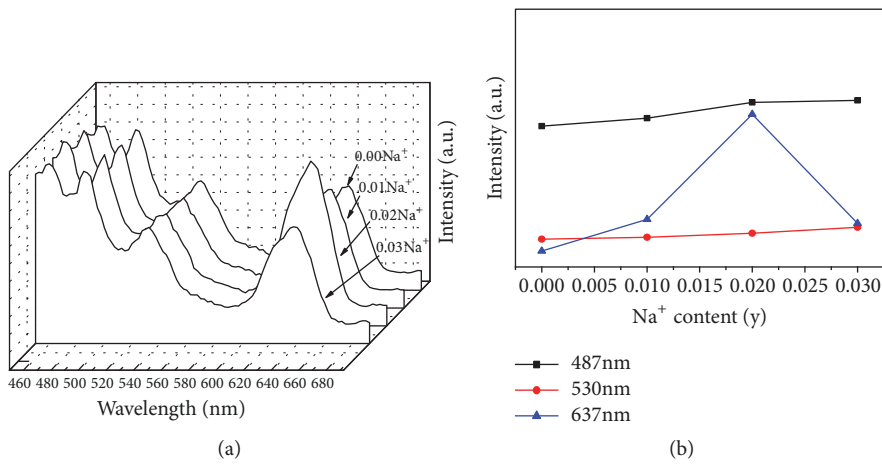 0.00Na⁺
0.01Na⁺
0.02Na⁺
0.03Na⁺
Intensity (a.u.)
460 480 500 520 540 560 580 600 620 640 660 680
Wavelength (nm)
(a)
Intensity (a.u.)
0.000 0.005 0.010 0.015 0.020 0.025 0.030
Na⁺ content (y)
487nm
530nm
637nm
(b)